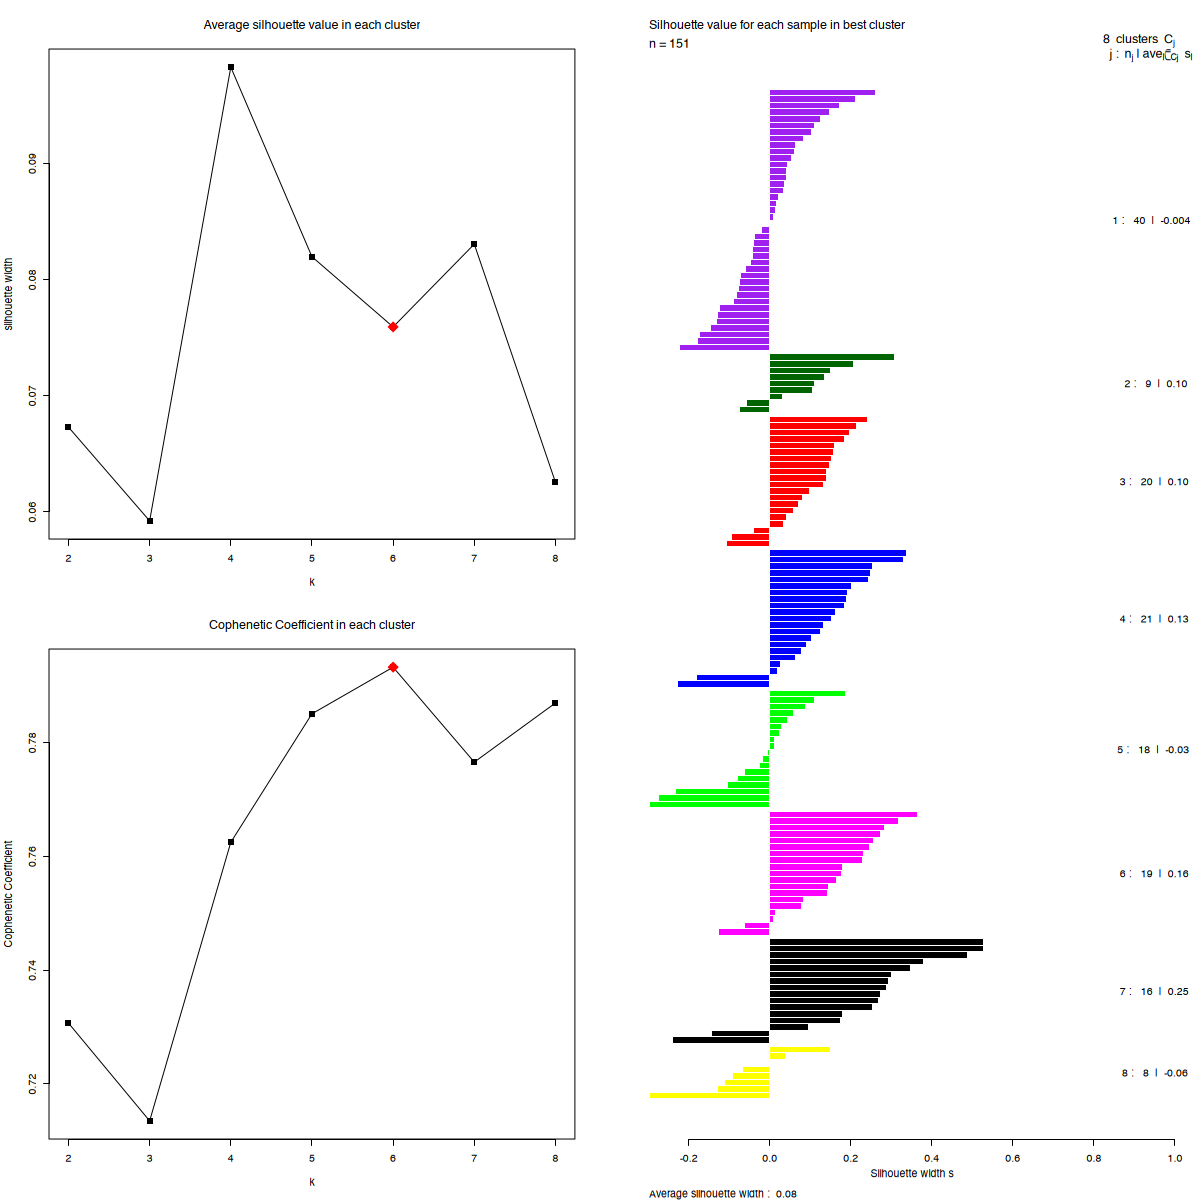 Average silhouette value in each cluster
silhouette width
0.09
0.08
0.07
0.06
2 3 4 5 6 7 8
k
Cophenetic Coefficient in each cluster
Cophenetic Coefficient
0.78
0.76
0.74
0.72
2 3 4 5 6 7 8
k
Silhouette value for each sample in best cluster
n = 151
8 clusters Cj
j : nj | avei∈Cj si
1 : 40 | -0.004
2 : 9 | 0.10
3 : 20 | 0.10
4 : 21 | 0.13
5 : 18 | -0.03
6 : 19 | 0.16
7 : 16 | 0.25
8 : 8 | -0.06
-0.2 0.0 0.2 0.4 0.6 0.8 1.0
Silhouette width s
Average silhouette width : 0.08